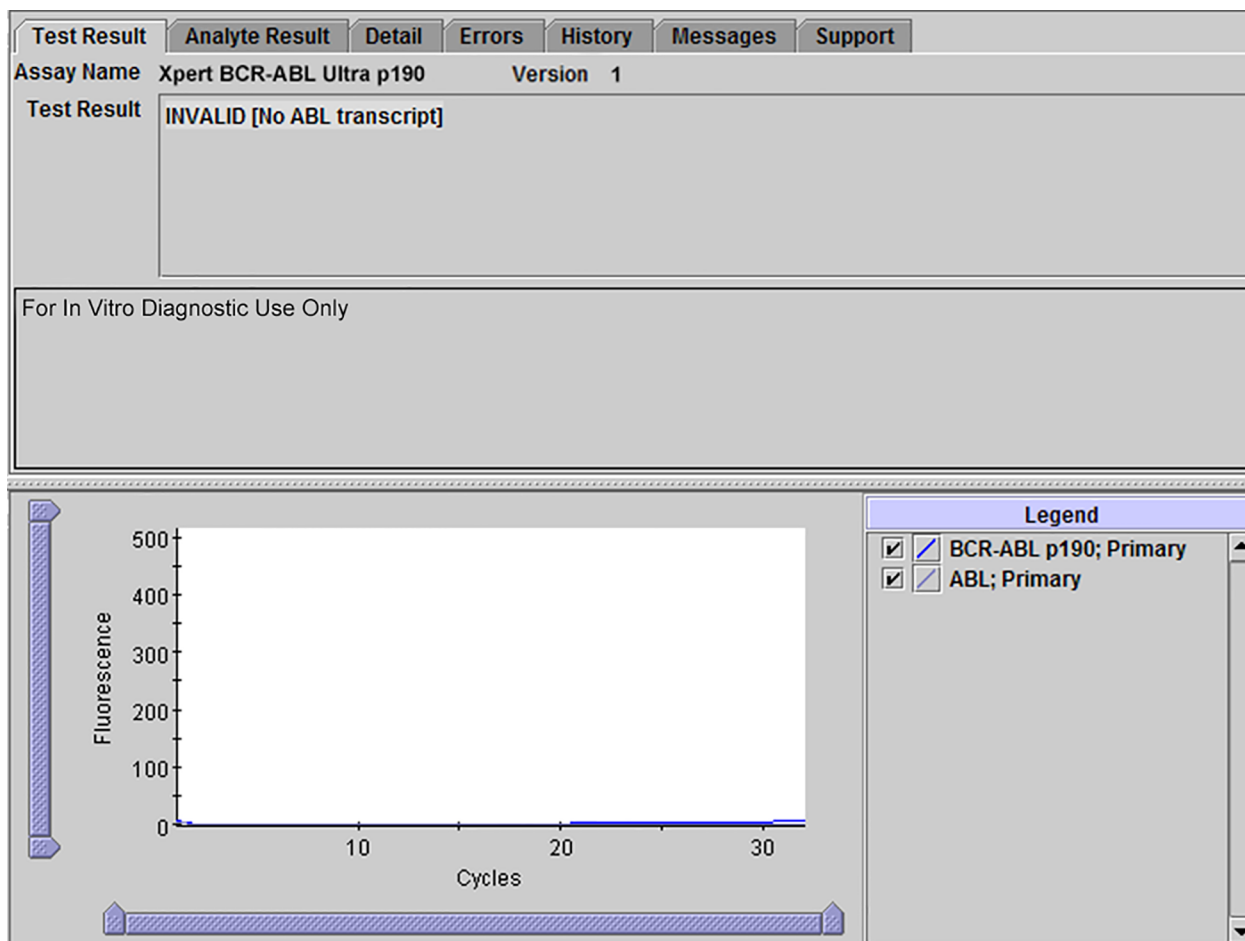 Test Result Analyte Result Detail Errors History Messages Support
Assay Name Xpert BCR-ABL Ultra p190 Version 1
Test Result INVALID [No ABL transcript]
For In Vitro Diagnostic Use Only
Legend
BCR-ABL p190; Primary
ABL; Primary
500
400
300
200
100
0
Fluorescence
10 20 30
Cycles